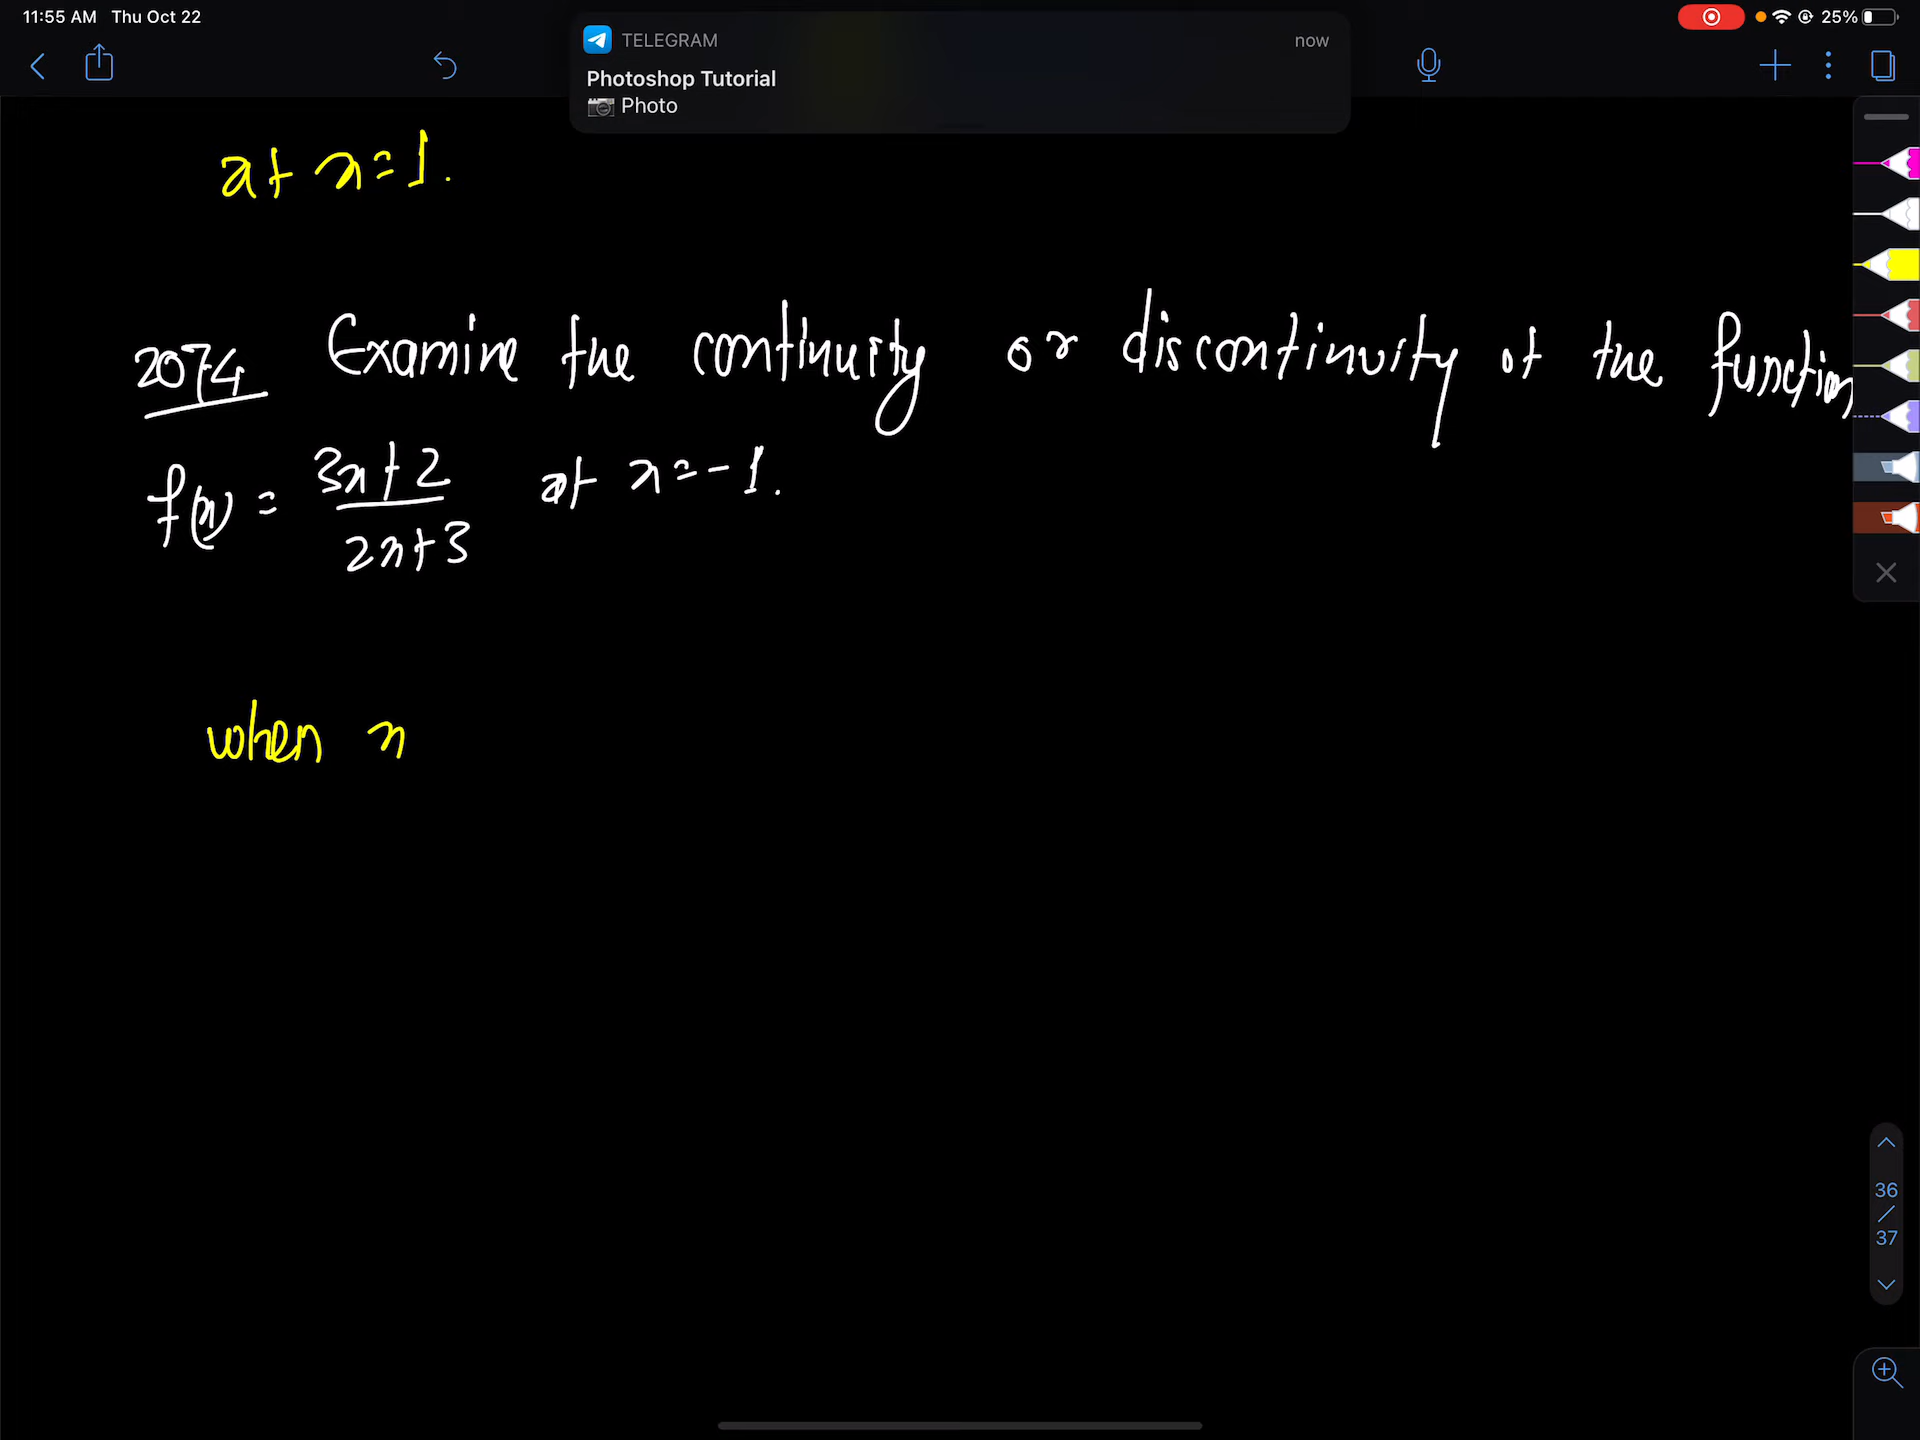 11:55 AM Thu Oct 22
25%
TELEGRAM
now
Photoshop Tutorial
📷 Photo
at x=1.
2074 Examine the continuity or discontinuity of the function
f(x) = 3x+2 / 2x+3 at x=-1.
when x
36
/
37